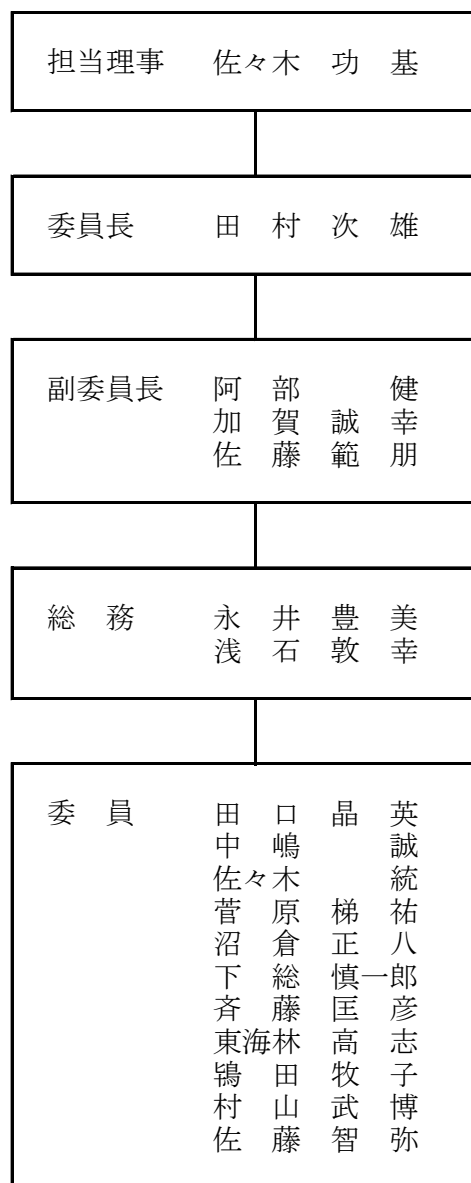 担当理事 佐々木 功 基
委員長 田 村 次 雄
副委員長 阿 部 健
加 賀 誠 幸
佐 藤 範 朋
総 務 永 井 豊 美
浅 石 敦 幸
委 員 田 口 晶 英
中 嶋 誠
佐々木 統
菅 原 梯 祐
沼 倉 正 八
下 総 慎一郎
斉 藤 匡 彦
東海林 高 志
鴇 田 牧 子
村 山 武 博
佐 藤 智 弥